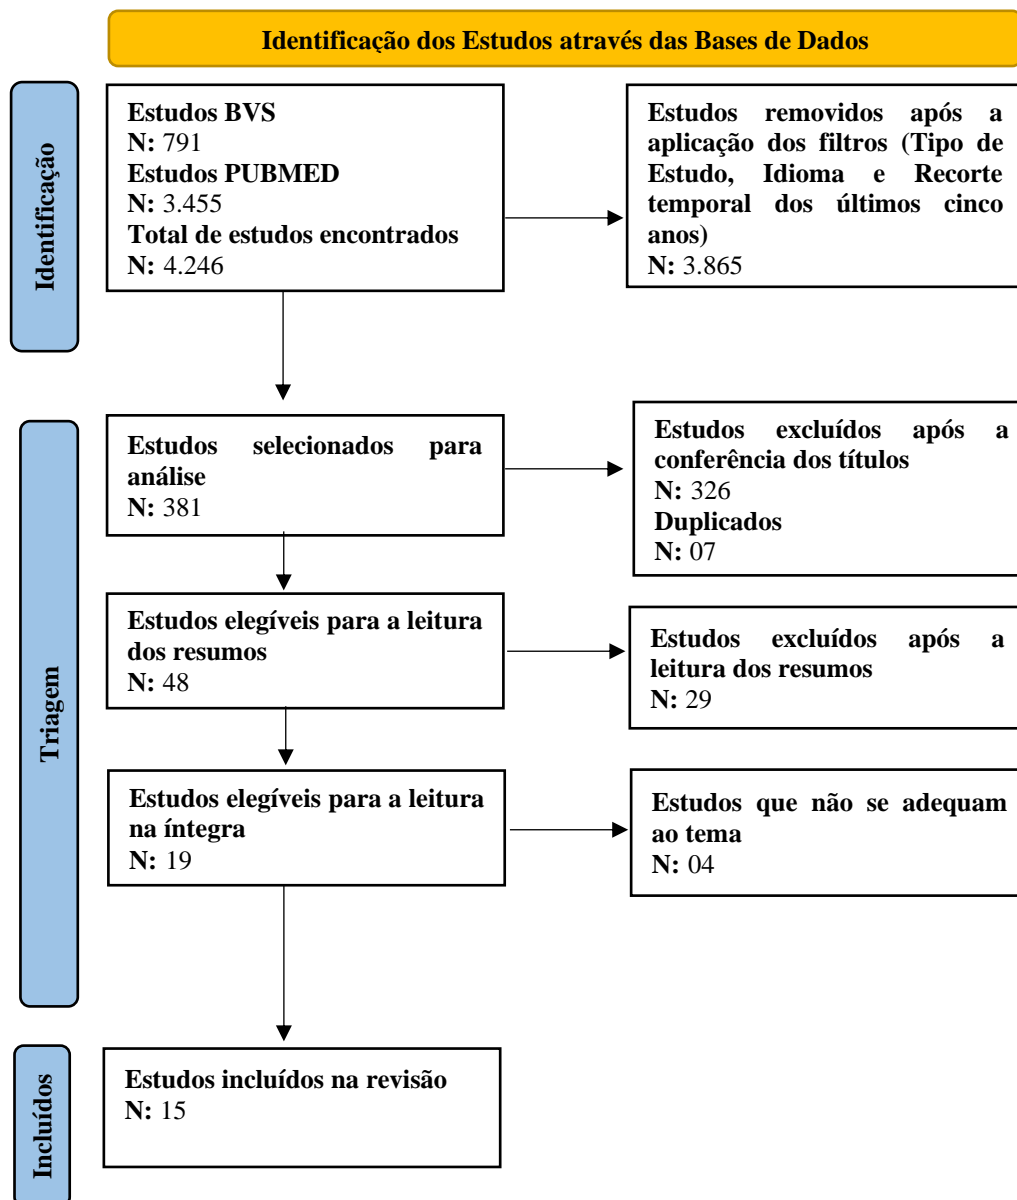 Identificação dos Estudos através das Bases de Dados
Identificação
Estudos BVS
N: 791
Estudos PUBMED
N: 3.455
Total de estudos encontrados
N: 4.246
Estudos removidos após a
aplicação dos filtros (Tipo de
Estudo, Idioma e Recorte
temporal dos últimos cinco
anos)
N: 3.865
Triagem
Estudos selecionados para
análise
N: 381
Estudos excluídos após a
conferência dos títulos
N: 326
Duplicados
N: 07
Estudos elegíveis para a leitura
dos resumos
N: 48
Estudos excluídos após a
leitura dos resumos
N: 29
Estudos elegíveis para a leitura
na íntegra
N: 19
Estudos que não se adequam
ao tema
N: 04
Incluídos
Estudos incluídos na revisão
N: 15